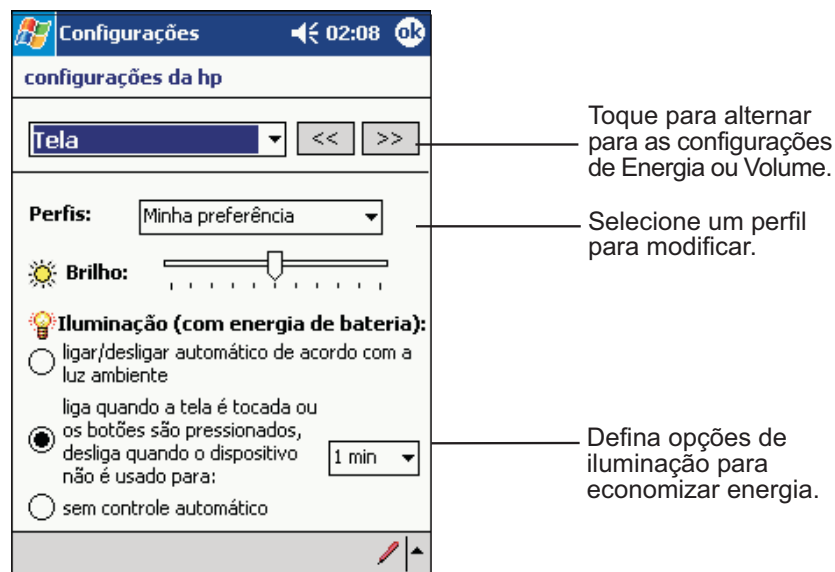 Configurações 02:08 ok
configurações da hp
Tela << >>
Toque para alternar
para as configurações
de Energia ou Volume.
Perfis: Minha preferência
Selecione um perfil
para modificar.
Brilho:
Iluminação (com energia de bateria):
ligar/desligar automático de acordo com a
luz ambiente
liga quando a tela é tocada ou
os botões são pressionados,
desliga quando o dispositivo
não é usado para:
1 min
Defina opções de
iluminação para
economizar energia.
sem controle automático